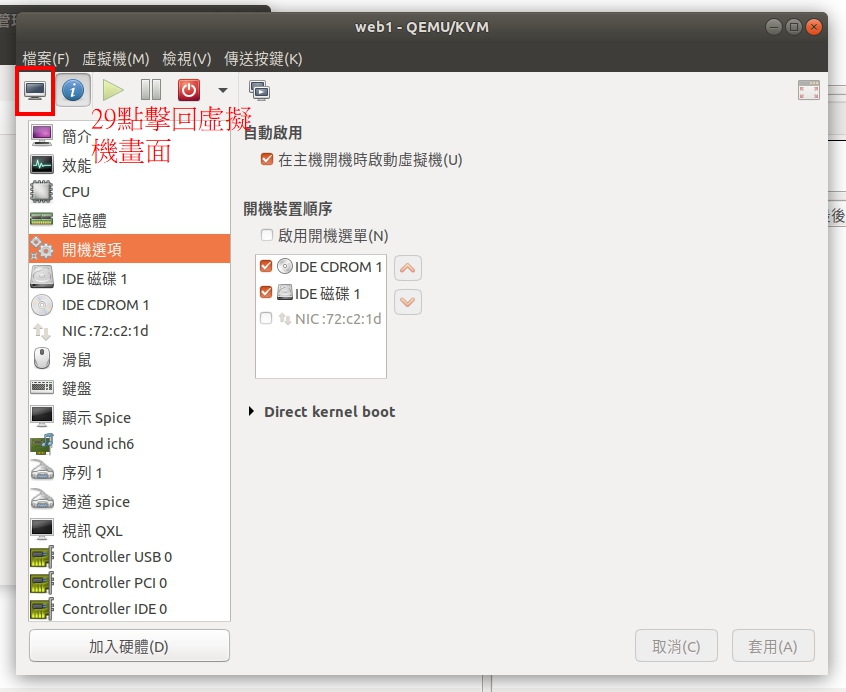 管理
web1 - QEMU/KVM
檔案(F) 虛擬機(M) 檢視(V) 傳送按鍵(K)
29點擊回虛擬
機畫面
簡介
效能
CPU
記憶體
開機選項
IDE 磁碟 1
IDE CDROM 1
NIC :72:c2:1d
滑鼠
鍵盤
顯示 Spice
Sound ich6
序列 1
通道 spice
視訊 QXL
Controller USB 0
Controller PCI 0
Controller IDE 0
加入硬體(D)
自動啟用
在主機開機時啟動虛擬機(U)
開機裝置順序
啟用開機選單(N)
IDE CDROM 1
IDE 磁碟 1
NIC :72:c2:1d
Direct kernel boot
取消(C)
套用(A)
後